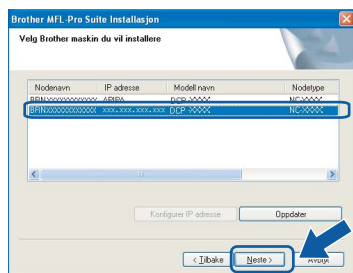 Brother MFL-Pro Suite Installasjon
Velg Brother maskin du vil installere
Nodenavn IP adresse Modell navn Nodetype
BRNXXXXXXXXXXXX APIPA DCP-XXXX NC-XXXX
BRNXXXXXXXXXXXX xxx.xxx.xxx.xxx DCP-XXXX NC-XXXX
Konfigurer IP adresse Oppdater
< Tilbake Neste > Avbryt